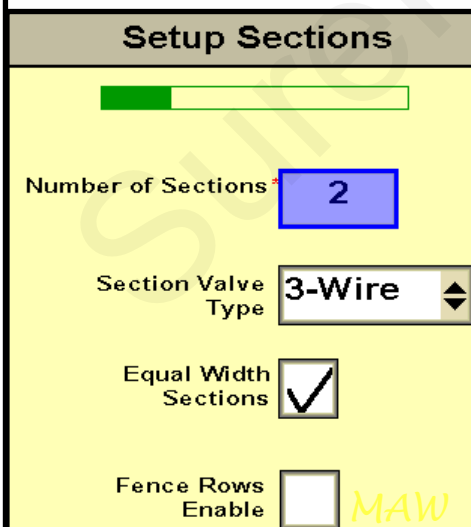 Setup Sections
Number of Sections*
2
Section Valve
Type
3-Wire
Equal Width
Sections
Fence Rows
Enable
MAW